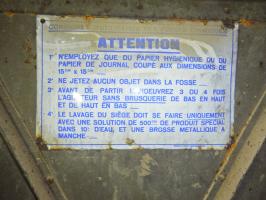 ATTENTION
1° N'EMPLOYEZ QUE DU PAPIER HYGIENIQUE OU DU
PAPIER DE JOURNAL COUPE AUX DIMENSIONS DE
15 x 15
2° NE JETEZ AUCUN OBJET DANS LA FOSSE
3° AVANT DE PARTIR MANOEUVREZ 3 OU 4 FOIS
L'AGITATEUR SANS BRUSQUERIE DE BAS EN HAUT
ET DE HAUT EN BAS
4° LE LAVAGE DU SIÈGE DOIT SE FAIRE UNIQUEMENT
AVEC UNE SOLUTION DE 500 DE PRODUIT SPECIAL
DANS 10 D'EAU, ET UNE BROSSE METALLIQUE A
MANCHE